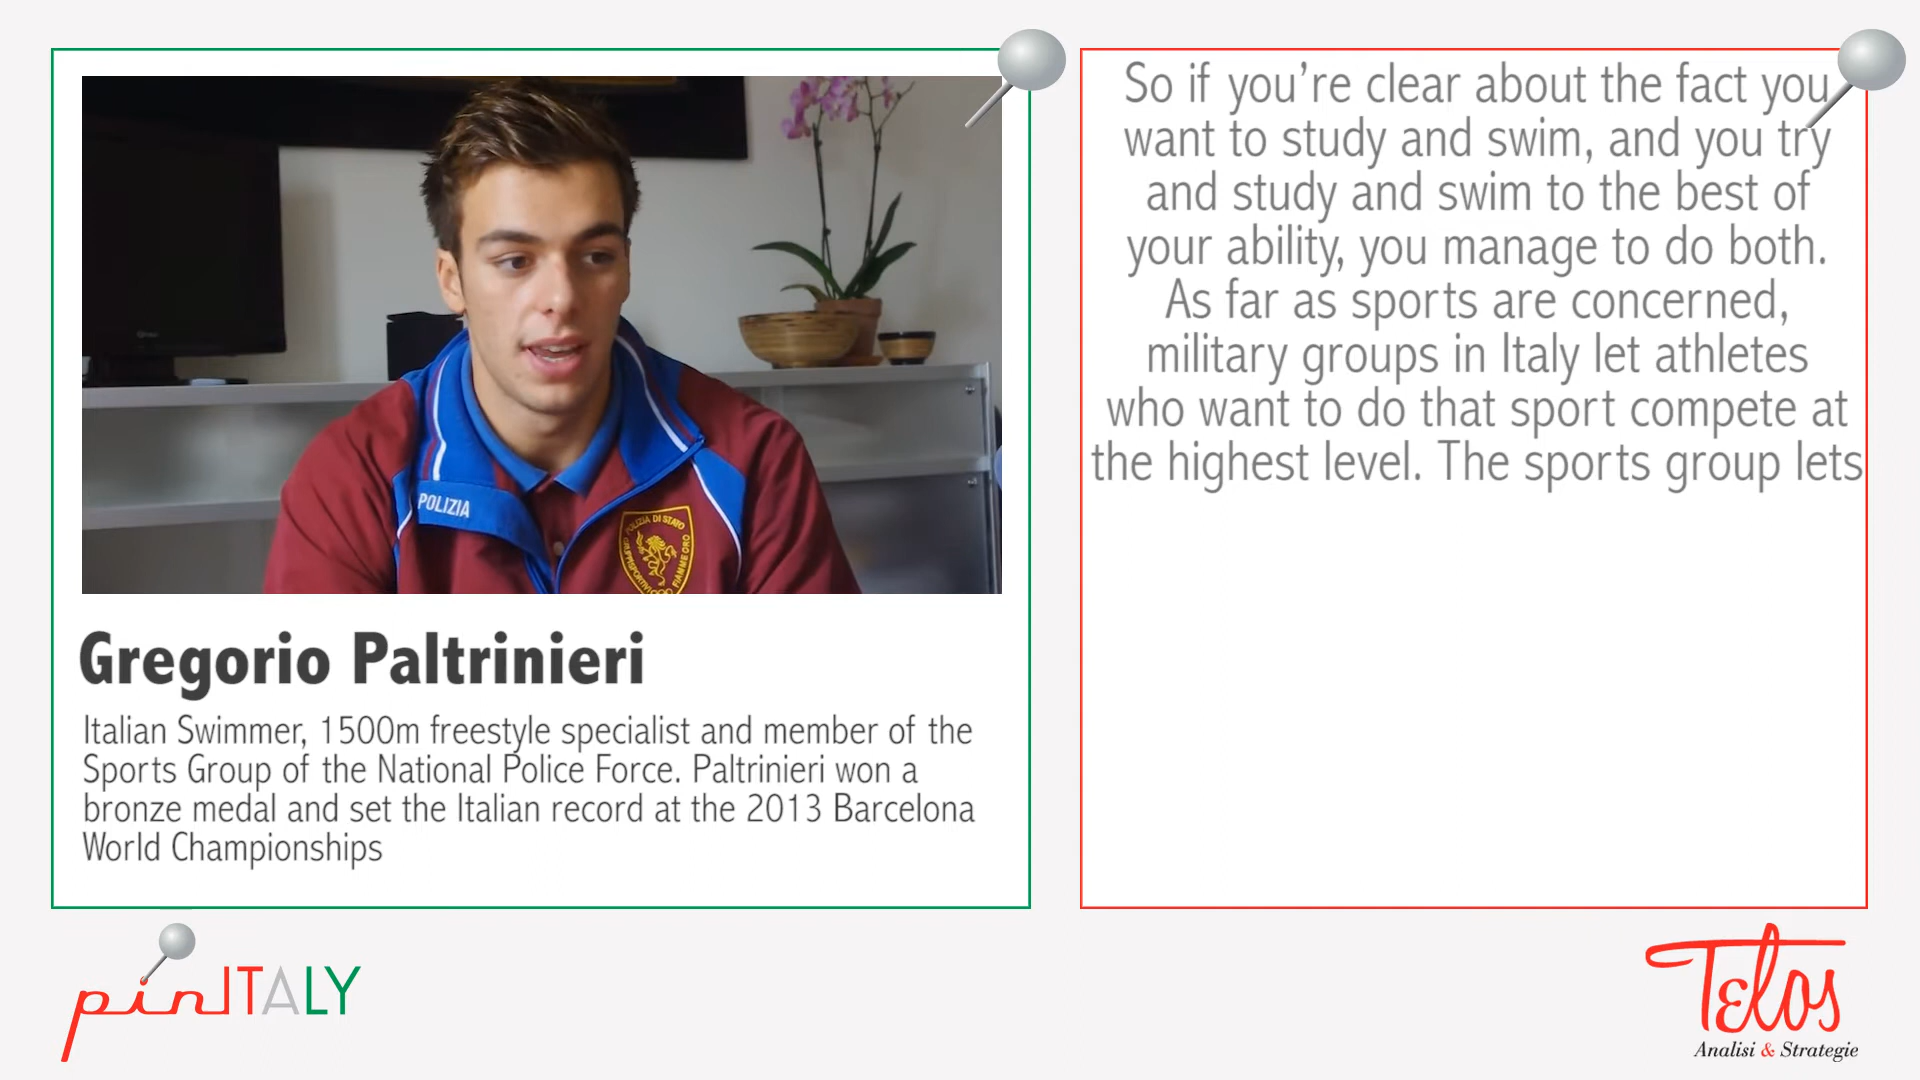 POLIZIA
POLIZIA DI STATO
FIAMME ORO
Gregorio Paltrinieri
Italian Swimmer, 1500m freestyle specialist and member of the
Sports Group of the National Police Force. Paltrinieri won a
bronze medal and set the Italian record at the 2013 Barcelona
World Championships
So if you’re clear about the fact you
want to study and swim, and you try
and study and swim to the best of
your ability, you manage to do both.
As far as sports are concerned,
military groups in Italy let athletes
who want to do that sport compete at
the highest level. The sports group lets
pinITALY
Telos
Analisi & Strategie